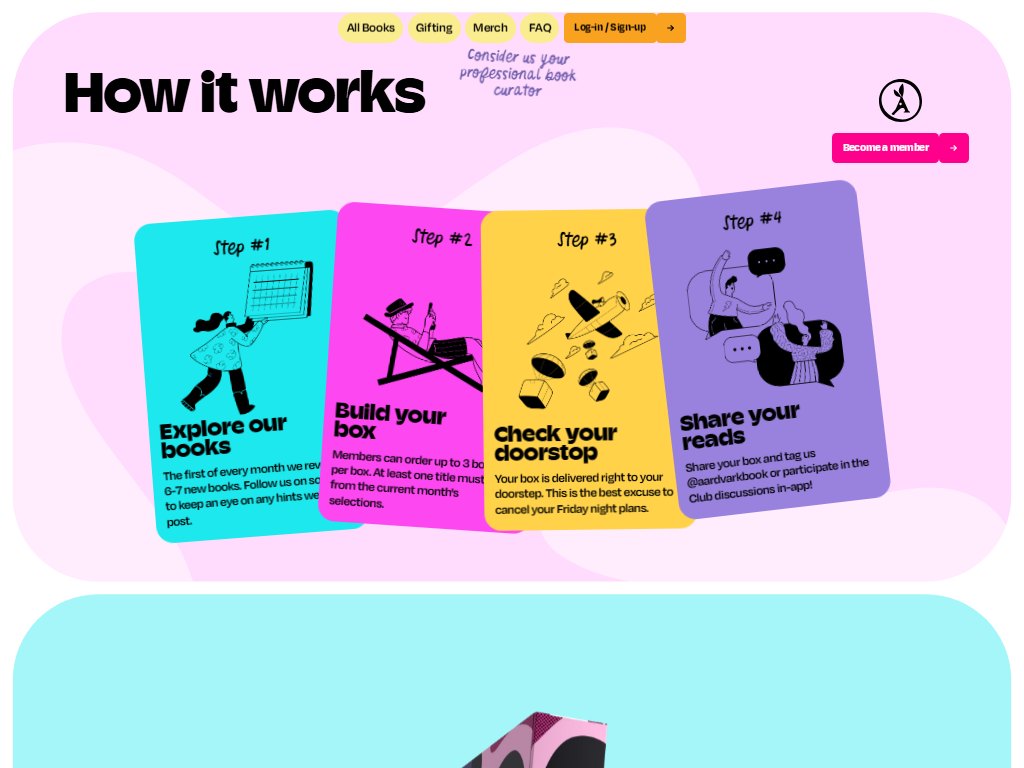 All Books
Gifting
Merch
FAQ
Log-in / Sign-up
Consider us your
professional book
curator
How it works
Become a member
Step #1
Explore our
books
The first of every month we
6-7 new books. Follow us on
to keep an eye on any hints
post.
Step #2
Build your
box
Members can order up to 3
per box. At least one title must
from the current month's
selections.
Step #3
Check your
doorstop
Your box is delivered right to your
doorstep. This is the best excuse to
cancel your Friday night plans.
Step #4
Share your
reads
Share your box and tag us
@aardvarkbook or participate in the
Club discussions in-app!